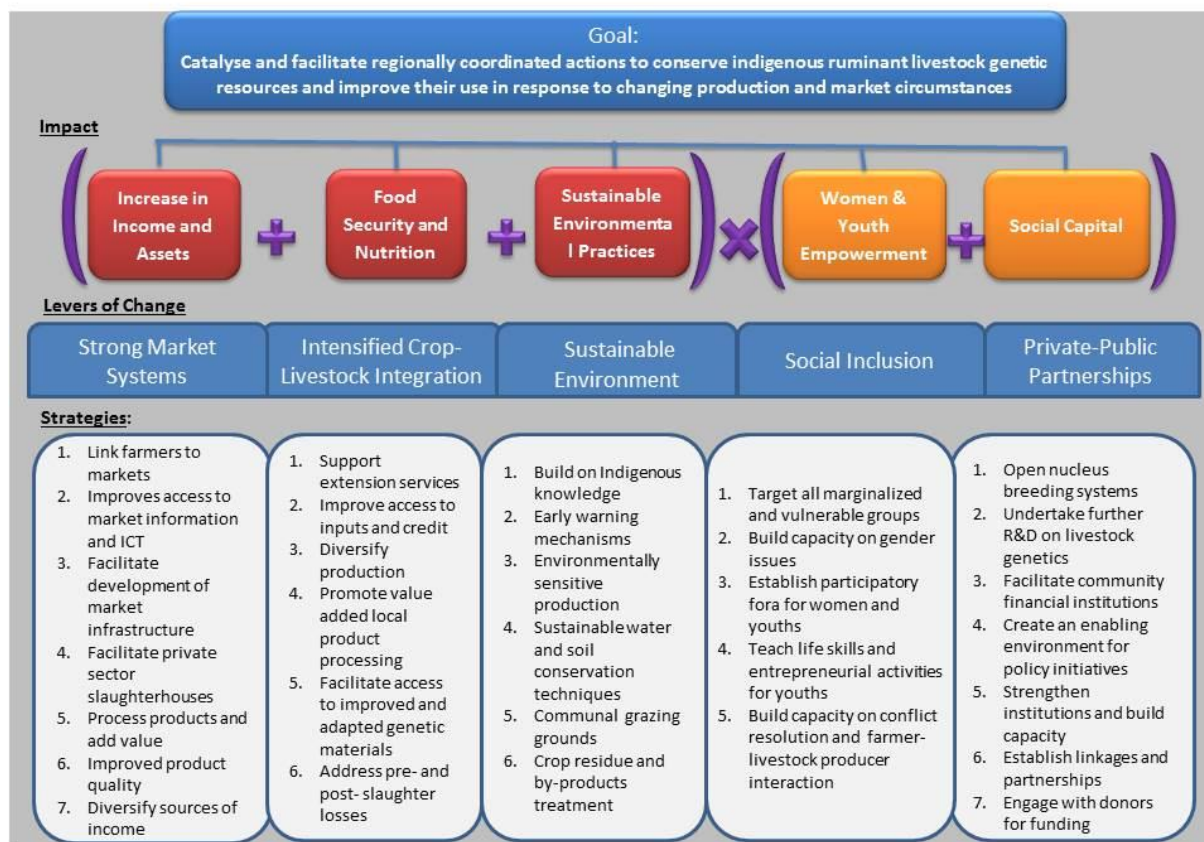 Goal:
Catalyse and facilitate regionally coordinated actions to conserve indigenous ruminant livestock genetic
resources and improve their use in response to changing production and market circumstances
Impact
Increase in
Income and
Assets
+
Food
Security and
Nutrition
+
Sustainable
Environmenta
l Practices
×
Women &
Youth
Empowerment
+
Social Capital
Levers of Change
Strong Market
Systems
Intensified Crop-
Livestock Integration
Sustainable
Environment
Social Inclusion
Private-Public
Partnerships
Strategies:
1. Link farmers to
markets
2. Improves access to
market information
and ICT
3. Facilitate
development of
market
infrastructure
4. Facilitate private
sector
slaughterhouses
5. Process products and
add value
6. Improved product
quality
7. Diversify sources of
income
1. Support
extension services
2. Improve access to
inputs and credit
3. Diversify
production
4. Promote value
added local
product
processing
5. Facilitate access
to improved and
adapted genetic
materials
6. Address pre- and
post- slaughter
losses
1. Build on Indigenous
knowledge
2. Early warning
mechanisms
3. Environmentally
sensitive
production
4. Sustainable water
and soil
conservation
techniques
5. Communal grazing
grounds
6. Crop residue and
by-products
treatment
1. Target all marginalized
and vulnerable groups
2. Build capacity on gender
issues
3. Establish participatory
fora for women and
youths
4. Teach life skills and
entrepreneurial activities
for youths
5. Build capacity on conflict
resolution and farmer-
livestock producer
interaction
1. Open nucleus
breeding systems
2. Undertake further
R&D on livestock
genetics
3. Facilitate community
financial institutions
4. Create an enabling
environment for
policy initiatives
5. Strengthen
institutions and build
capacity
6. Establish linkages and
partnerships
7. Engage with donors
for funding